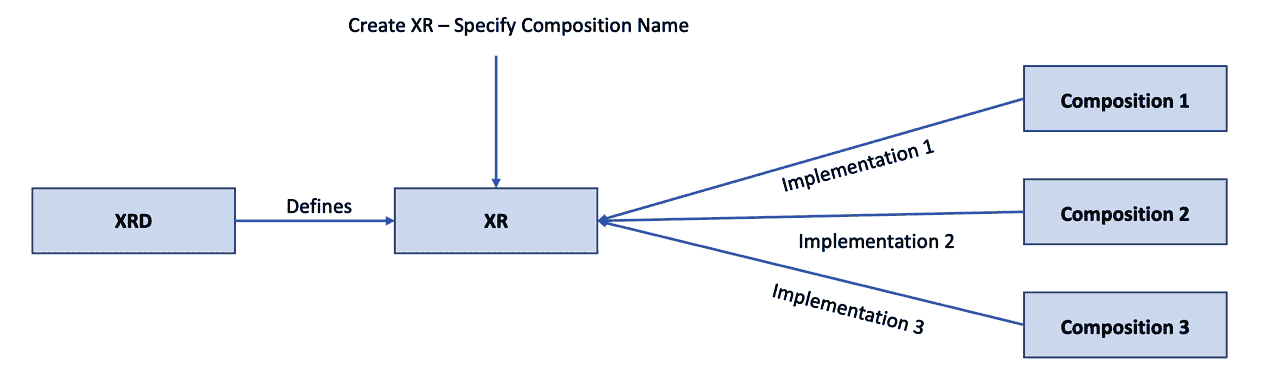 Create XR – Specify Composition Name
Composition 1
Implementation 1
XRD
Defines
XR
Composition 2
Implementation 2
Implementation 3
Composition 3